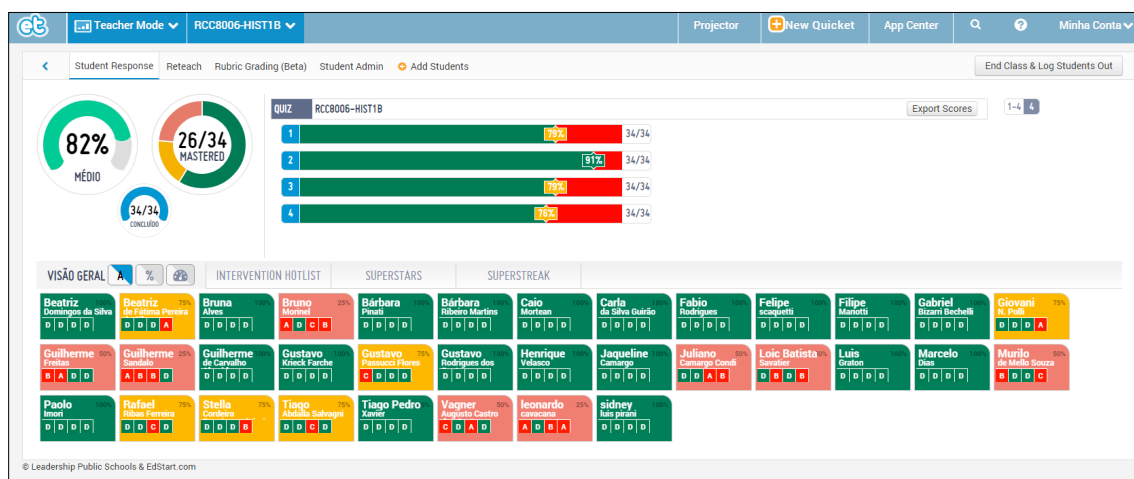 et Teacher Mode RCC8006-HIST1B Projector New Quicket App Center Minha Conta
Student Response Reteach Rubric Grading (Beta) Student Admin Add Students End Class & Log Students Out
82%
MÉDIO
26/34
MASTERED
34/34
CONCLUÍDO
QUIZ RCC8006-HIST1B Export Scores 1-4 4
1 79% 34/34
2 91% 34/34
3 79% 34/34
4 76% 34/34
VISÃO GERAL A % INTERVENTION HOTLIST SUPERSTARS SUPERSTREAK
Beatriz 100%
Domingos da Silva
D D D D
Beatriz 75%
de Fátima Pereira
D D D A
Bruna 100%
Alves
D D D D
Bruno 25%
Morinel
A D C B
Bárbara 100%
Pinati
D D D D
Bárbara 100%
Ribeiro Martins
D D D D
Caio 100%
Mortean
D D D D
Carla 100%
da Silva Guirão
D D D D
Fabio 100%
Rodrigues
D D D D
Felipe 100%
scaquetti
D D D D
Filipe 100%
Mariotti
D D D D
Gabriel 100%
Bizarri Bechelli
D D D D
Giovani 75%
N. Polli
D D D A
Guilherme 50%
Freitas
B A D D
Guilherme 25%
Sandalo
A B B D
Guilherme
de Carvalho
D D D D
Gustavo 100%
Krieck Farche
D D D D
Gustavo 75%
Passucci Flores
C D D D
Gustavo 100%
Rodrigues dos
D D D D
Henrique 100%
Velasco
D D D D
Jaqueline 100%
Camargo
D D D D
Juliano 50%
Camargo Condi
D D A B
Loic Batista
Savatier
D B D B
Luis 100%
Graton
D D D D
Marcelo 100%
Dias
D D D D
Murilo 50%
de Mello Souza
B D D C
Paolo 100%
Imori
D D D D
Rafael 75%
Ribas Ferreira
D D C D
Stella 75%
Cordeiro
D D D B
Tiago 75%
Abdalla Salvagni
D D C D
Tiago Pedro
Xavier
D D D D
Vagner 50%
Augusto Castro
C D A D
leonardo 25%
cavacana
A D B A
sidney 100%
luis pirani
D D D D
© Leadership Public Schools & EdStart.com